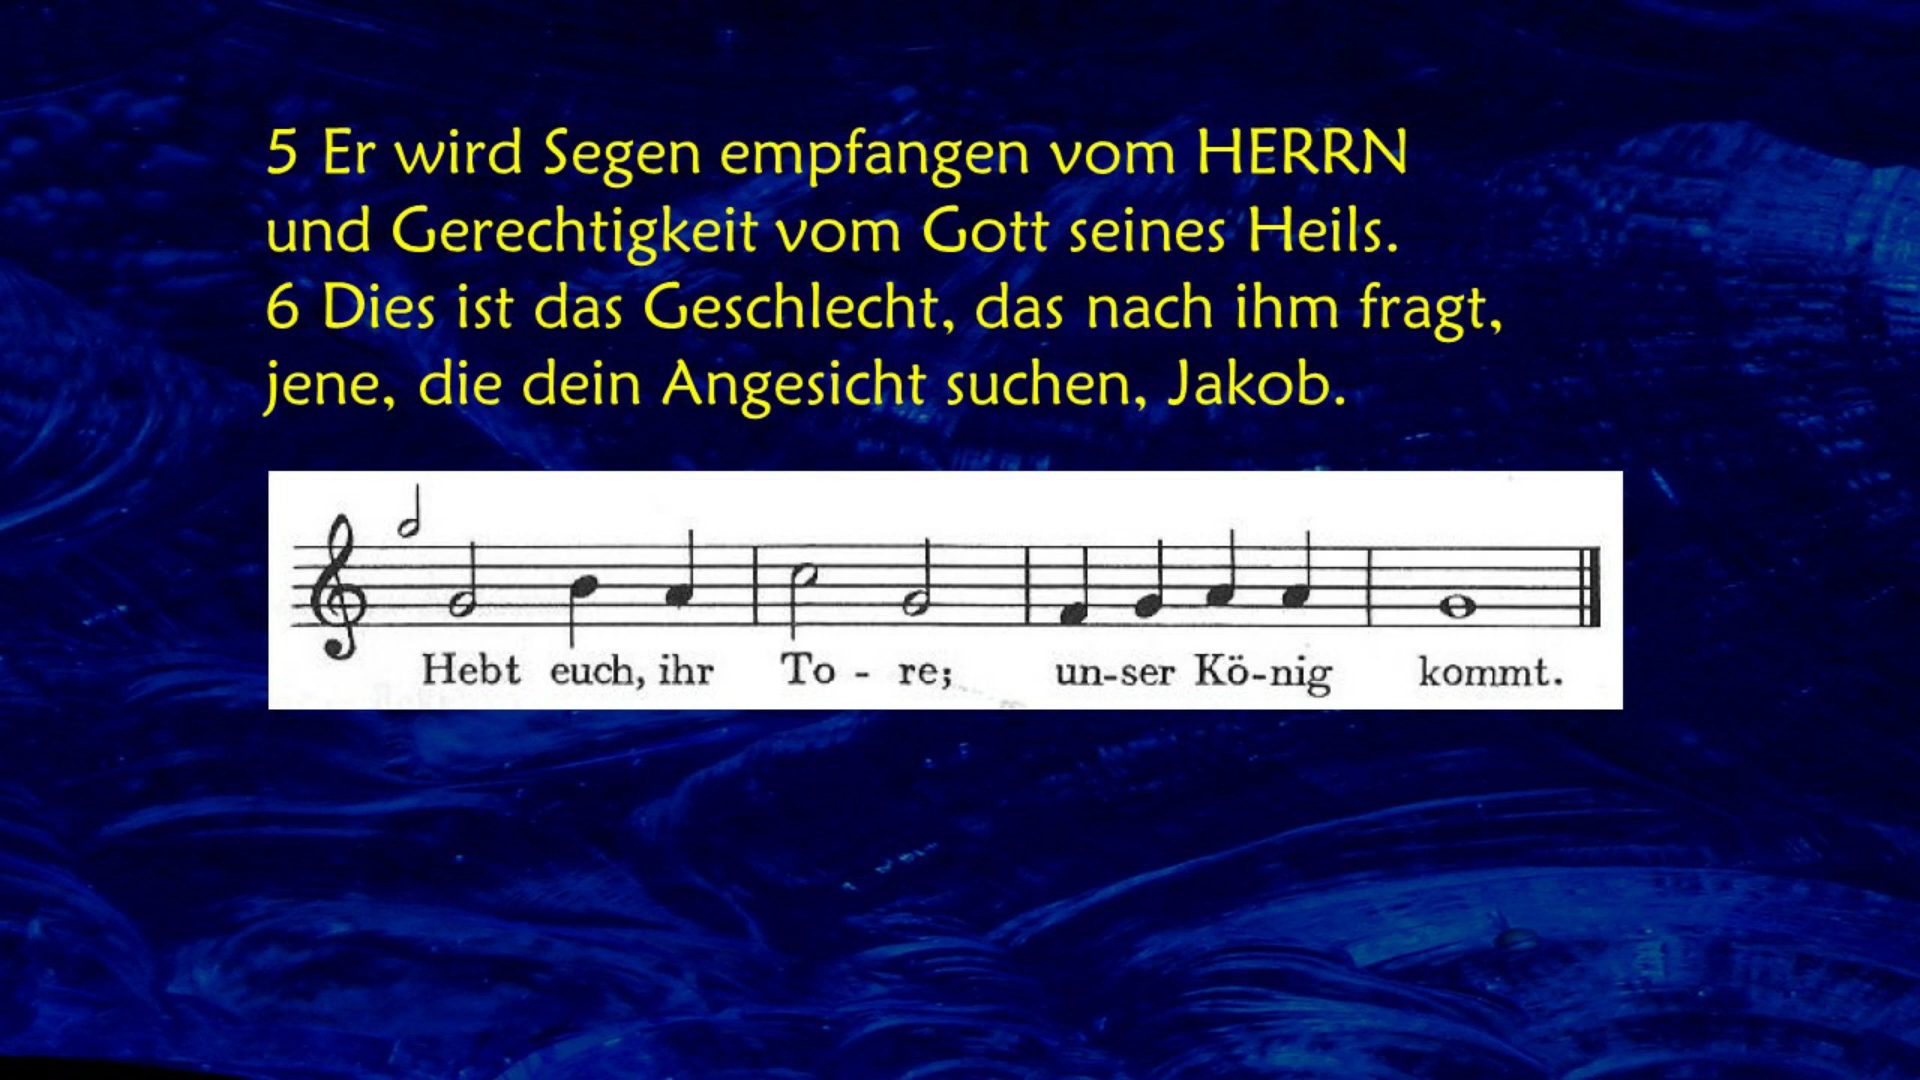 5 Er wird Segen empfangen vom HERRN
und Gerechtigkeit vom Gott seines Heils.
6 Dies ist das Geschlecht, das nach ihm fragt,
jene, die dein Angesicht suchen, Jakob.
Hebt euch, ihr To - re; un-ser Kö-nig kommt.